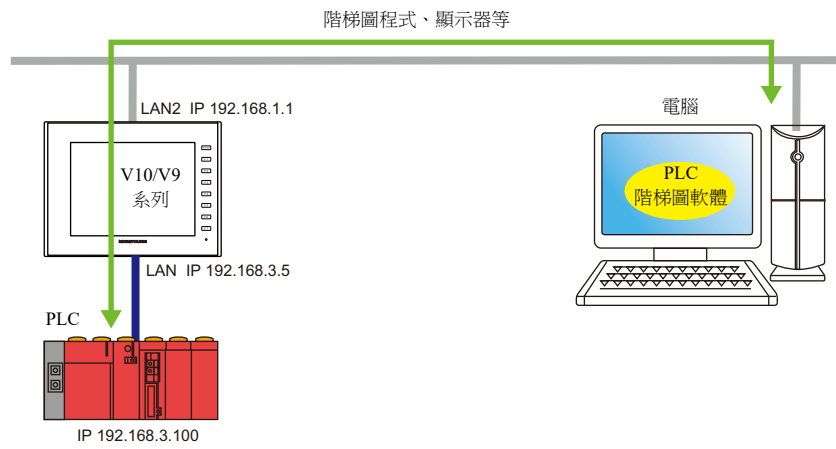 階梯圖程式、顯示器等
LAN2 IP 192.168.1.1
電腦
V10/V9
系列
PLC
階梯圖軟體
LAN IP 192.168.3.5
PLC
IP 192.168.3.100